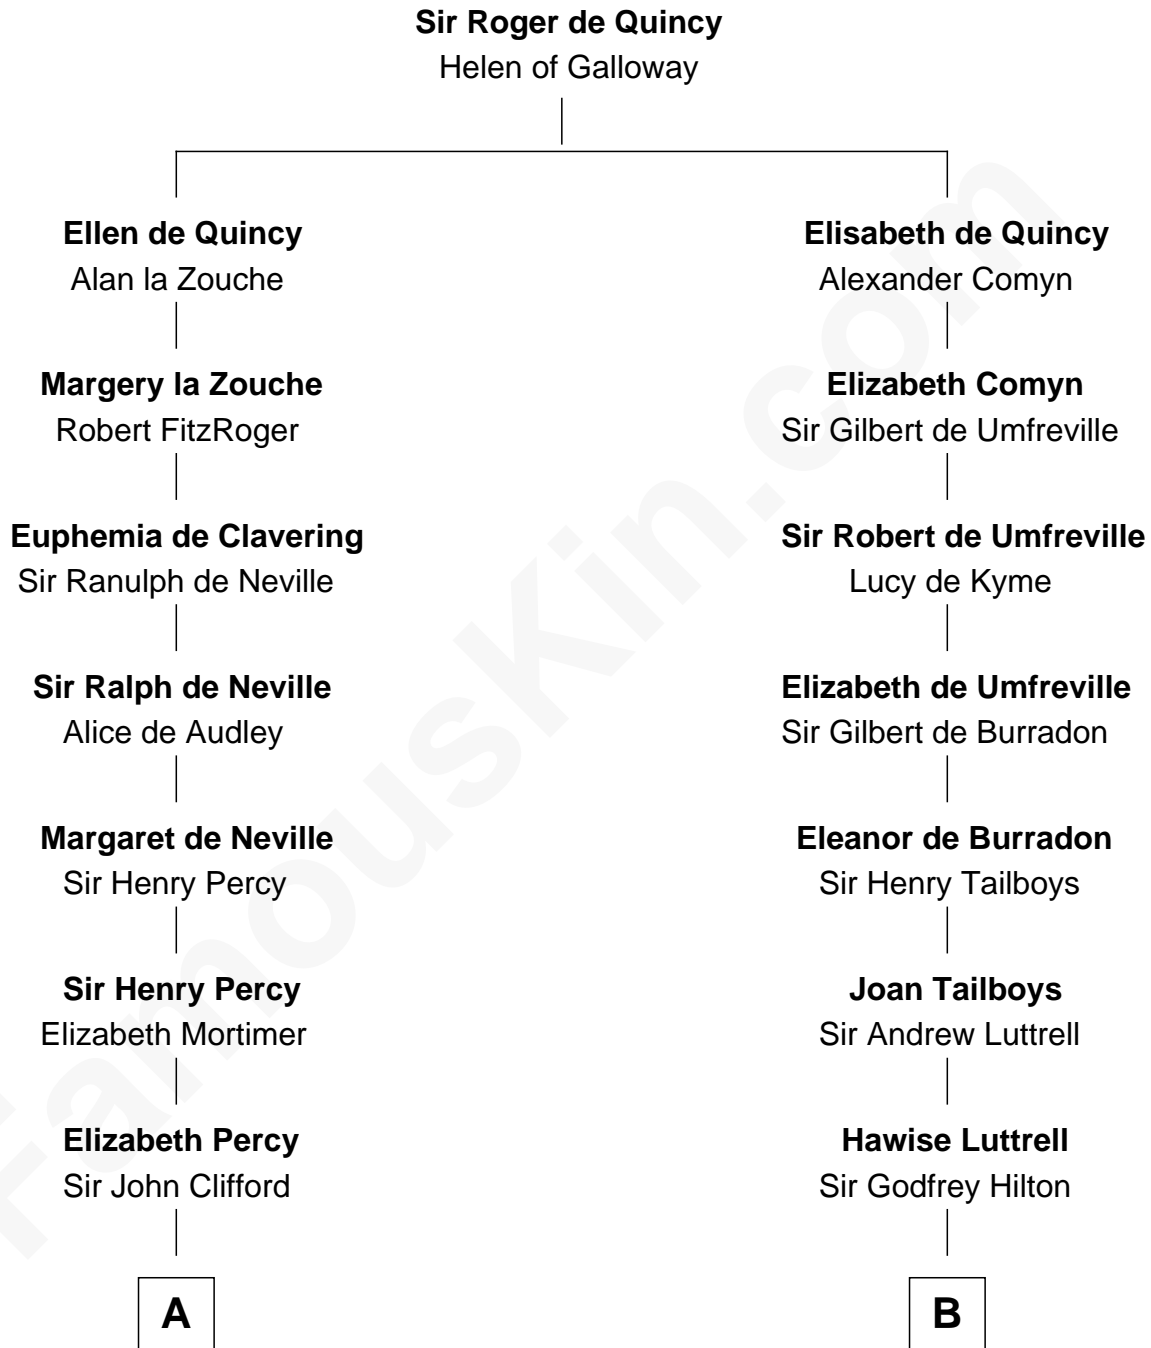 Sir Roger de Quincy
Helen of Galloway
Ellen de Quincy
Alan la Zouche
Elisabeth de Quincy
Alexander Comyn
Margery la Zouche
Robert FitzRoger
Elizabeth Comyn
Sir Gilbert de Umfreville
Euphemia de Clavering
Sir Ranulph de Neville
Sir Robert de Umfreville
Lucy de Kyme
Sir Ralph de Neville
Alice de Audley
Elizabeth de Umfreville
Sir Gilbert de Burradon
Margaret de Neville
Sir Henry Percy
Eleanor de Burradon
Sir Henry Tailboys
Sir Henry Percy
Elizabeth Mortimer
Joan Tailboys
Sir Andrew Luttrell
Elizabeth Percy
Sir John Clifford
Hawise Luttrell
Sir Godfrey Hilton
A
B
FamousKin.com